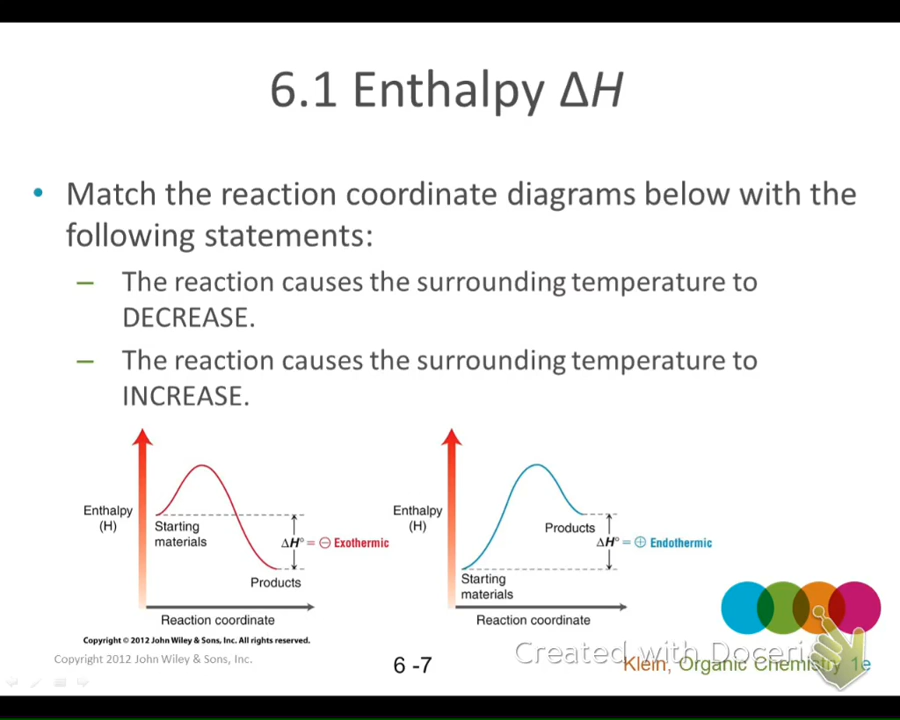 6.1 Enthalpy ΔH
• Match the reaction coordinate diagrams below with the
following statements:
– The reaction causes the surrounding temperature to
DECREASE.
– The reaction causes the surrounding temperature to
INCREASE.
Enthalpy
(H)
Starting
materials
ΔH° = ⊖ Exothermic
Products
Reaction coordinate
Enthalpy
(H)
Products
ΔH° = ⊕ Endothermic
Starting
materials
Reaction coordinate
Copyright © 2012 John Wiley & Sons, Inc. All rights reserved.
Copyright 2012 John Wiley & Sons, Inc.
6 -7
Klein, Organic Chemistry 1e
Created with Doceri